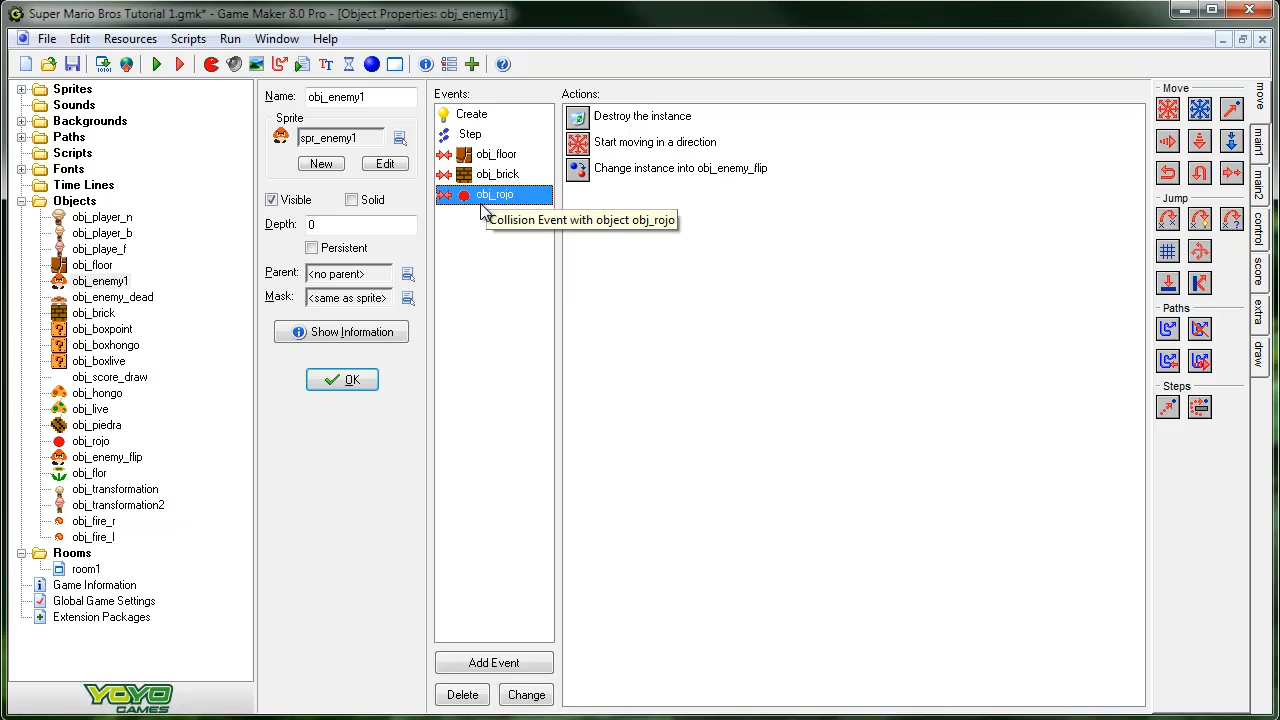 Super Mario Bros Tutorial 1.gmk* - Game Maker 8.0 Pro - [Object Properties: obj_enemy1]
File Edit Resources Scripts Run Window Help
Sprites
Sounds
Backgrounds
Paths
Scripts
Fonts
Time Lines
Objects
obj_player_n
obj_player_b
obj_playe_f
obj_floor
obj_enemy1
obj_enemy_dead
obj_brick
obj_boxpoint
obj_boxhongo
obj_boxlive
obj_score_draw
obj_hongo
obj_live
obj_piedra
obj_rojo
obj_enemy_flip
obj_flor
obj_transformation
obj_transformation2
obj_fire_r
obj_fire_l
Rooms
room1
Game Information
Global Game Settings
Extension Packages
YOYO
GAMES
Name: obj_enemy1
Sprite
spr_enemy1
New Edit
Visible Solid
Depth: 0
Persistent
Parent: <no parent>
Mask: <same as sprite>
Show Information
OK
Events:
Create
Step
obj_floor
obj_brick
obj_rojo
Collision Event with object obj_rojo
Add Event
Delete Change
Actions:
Destroy the instance
Start moving in a direction
Change instance into obj_enemy_flip
Move
Jump
Paths
Steps
move
main1
main2
control
score
extra
draw